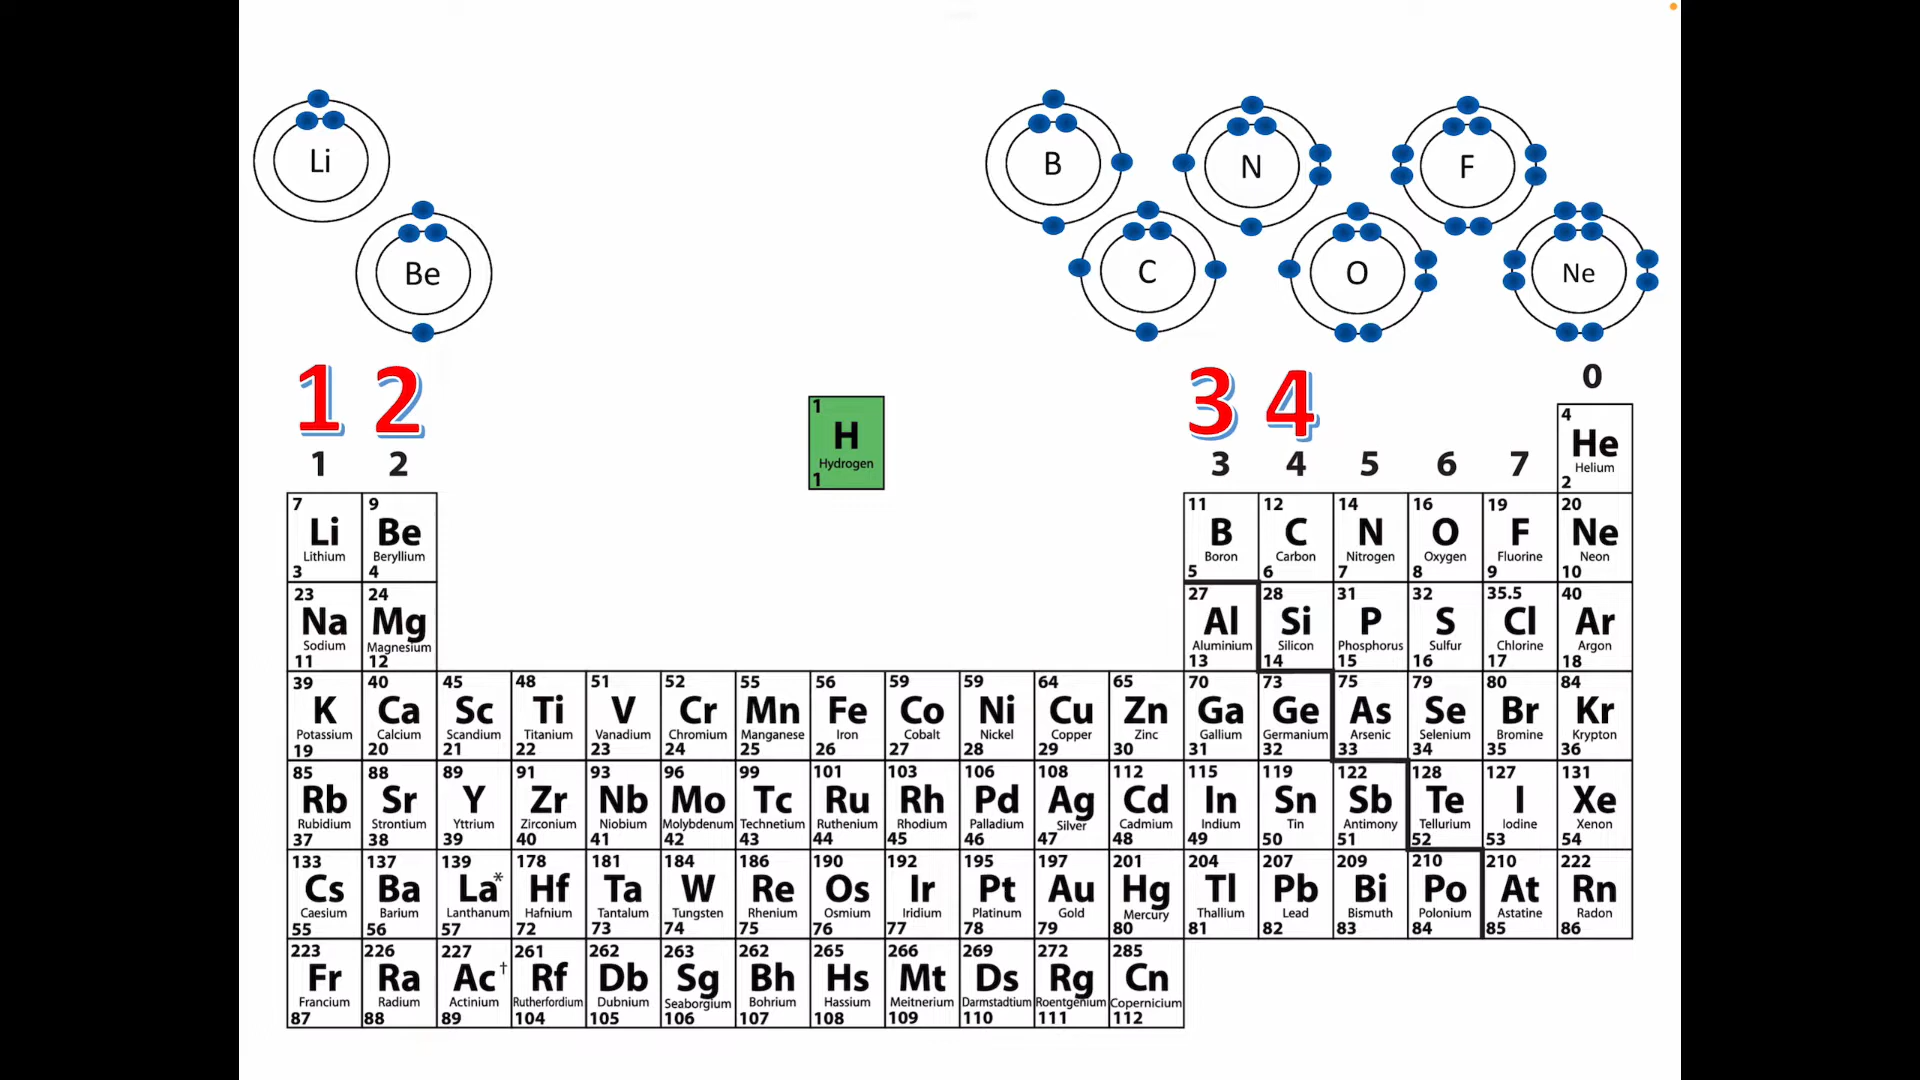 Li
B
N
F
Be
C
O
Ne
1 2 3 4
0
1 2 3 4 5 6 7
1
H
Hydrogen
1
4
He
Helium
2
7 9 11 12 14 16 19 20
Li Be B C N O F Ne
Lithium Beryllium Boron Carbon Nitrogen Oxygen Fluorine Neon
3 4 5 6 7 8 9 10
23 24 27 28 31 32 35.5 40
Na Mg Al Si P S Cl Ar
Sodium Magnesium Aluminium Silicon Phosphorus Sulfur Chlorine Argon
11 12 13 14 15 16 17 18
39 40 45 48 51 52 55 56 59 59 64 65 70 73 75 79 80 84
K Ca Sc Ti V Cr Mn Fe Co Ni Cu Zn Ga Ge As Se Br Kr
Potassium Calcium Scandium Titanium Vanadium Chromium Manganese Iron Cobalt Nickel Copper Zinc Gallium Germanium Arsenic Selenium Bromine Krypton
19 20 21 22 23 24 25 26 27 28 29 30 31 32 33 34 35 36
85 88 89 91 93 96 99 101 103 106 108 112 115 119 122 128 127 131
Rb Sr Y Zr Nb Mo Tc Ru Rh Pd Ag Cd In Sn Sb Te I Xe
Rubidium Strontium Yttrium Zirconium Niobium Molybdenum Technetium Ruthenium Rhodium Palladium Silver Cadmium Indium Tin Antimony Tellurium Iodine Xenon
37 38 39 40 41 42 43 44 45 46 47 48 49 50 51 52 53 54
133 137 139 178 181 184 186 190 192 195 197 201 204 207 209 210 210 222
Cs Ba La* Hf Ta W Re Os Ir Pt Au Hg Tl Pb Bi Po At Rn
Caesium Barium Lanthanum Hafnium Tantalum Tungsten Rhenium Osmium Iridium Platinum Gold Mercury Thallium Lead Bismuth Polonium Astatine Radon
55 56 57 72 73 74 75 76 77 78 79 80 81 82 83 84 85 86
223 226 227 261 262 263 262 265 266 269 272 285
Fr Ra Ac† Rf Db Sg Bh Hs Mt Ds Rg Cn
Francium Radium Actinium Rutherfordium Dubnium Seaborgium Bohrium Hassium Meitnerium Darmstadtium Roentgenium Copernicium
87 88 89 104 105 106 107 108 109 110 111 112